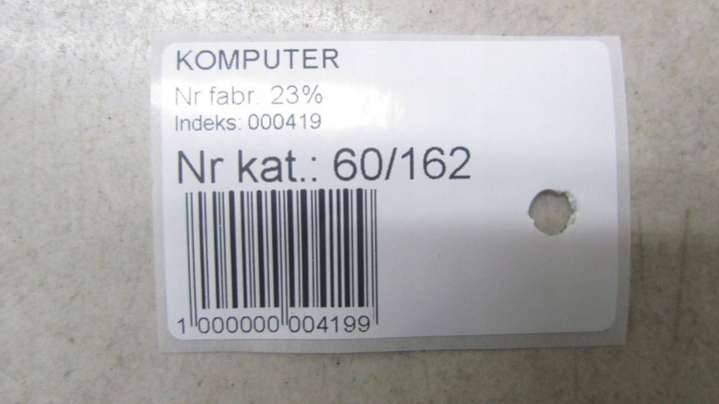 KOMPUTER
Nr fabr. 23%
Indeks: 000419
Nr kat.: 60/162
1 000000 004199